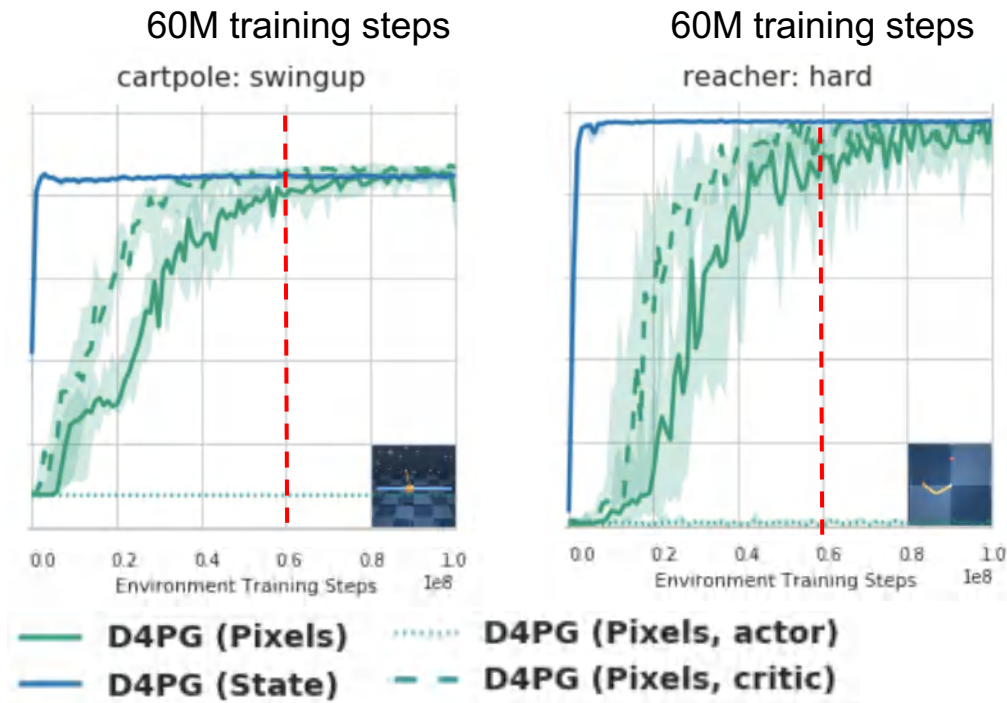 60M training steps
60M training steps
cartpole: swingup
reacher: hard
0.0 0.2 0.4 0.6 0.8 1.0
0.0 0.2 0.4 0.6 0.8 1.0
Environment Training Steps 1e8
Environment Training Steps 1e8
D4PG (Pixels)
D4PG (Pixels, actor)
D4PG (State)
D4PG (Pixels, critic)